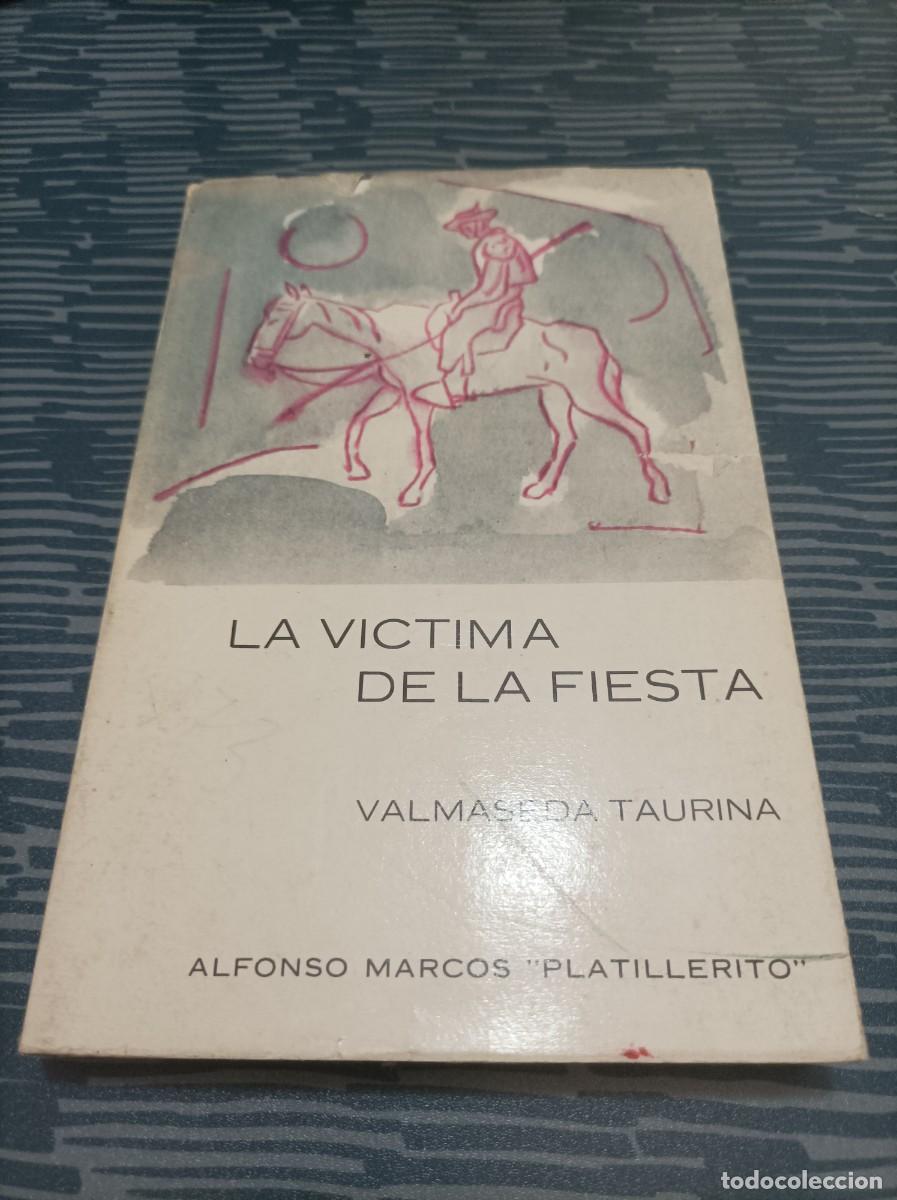 LA VICTIMA
DE LA FIESTA
VALMASEDA TAURINA
ALFONSO MARCOS "PLATILLERITO"
todocoleccion